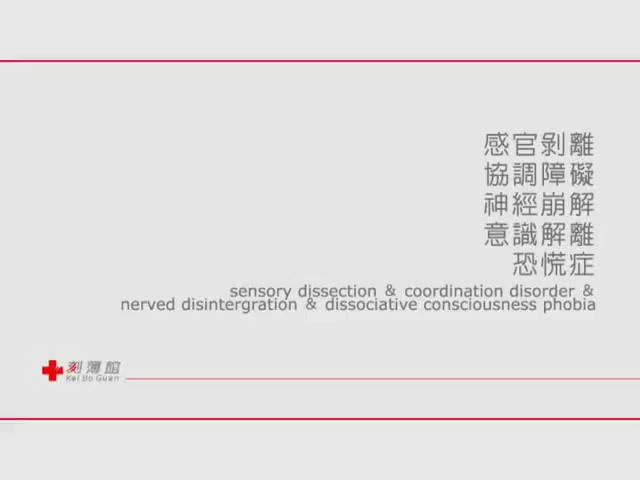 感官剝離
協調障礙
神經崩解
意識解離
恐慌症
sensory dissection & coordination disorder &
nerved disintergration & dissociative consciousness phobia
刻薄館
Kei Bo Guan